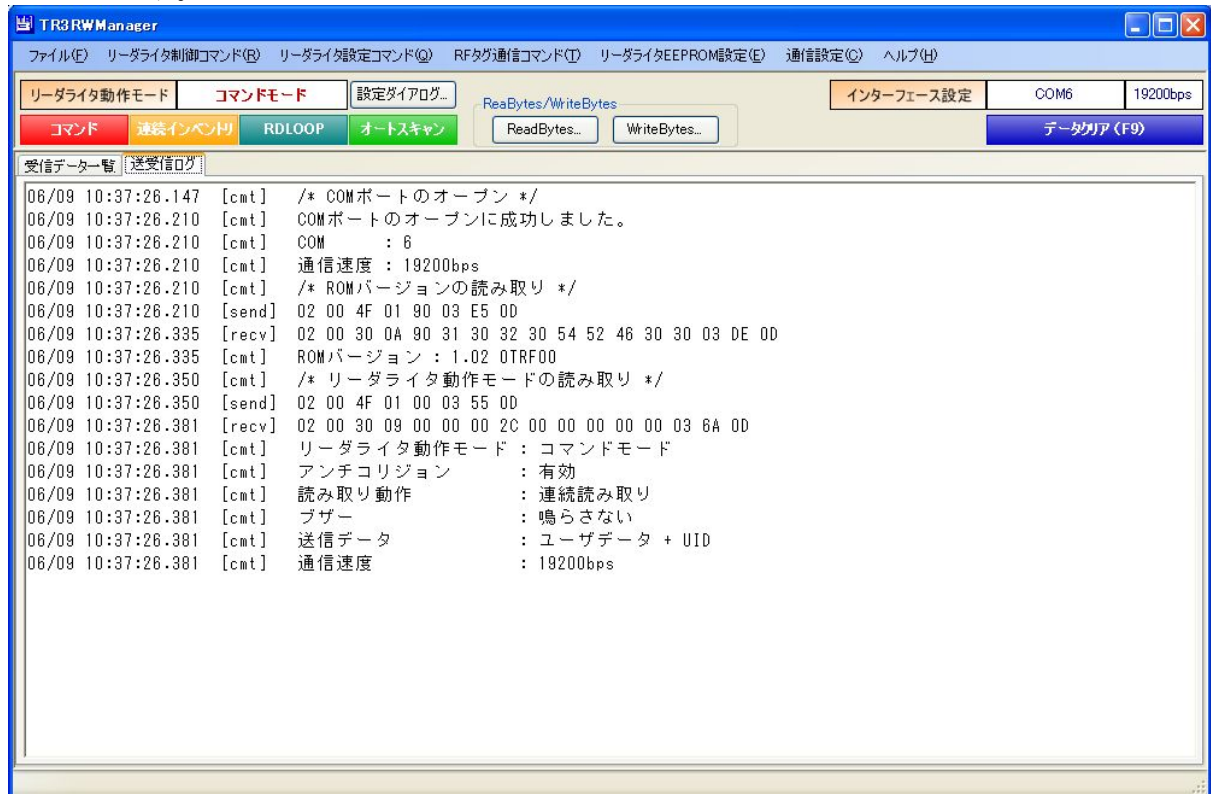 TR3RWManager
ファイル(F) リーダライタ制御コマンド(R) リーダライタ設定コマンド(Q) RFタグ通信コマンド(T) リーダライタEEPROM設定(E) 通信設定(C) ヘルプ(H)
リーダライタ動作モード コマンドモード 設定ダイアログ... ReaBytes/WriteBytes インターフェース設定 COM6 19200bps
コマンド 連続インベントリ RDLOOP オートスキャン ReadBytes... WriteBytes... データクリア(F9)
受信データ一覧 送受信ログ
06/09 10:37:26.147 [cmt] /* COMポートのオープン */
06/09 10:37:26.210 [cmt] COMポートのオープンに成功しました。
06/09 10:37:26.210 [cmt] COM : 6
06/09 10:37:26.210 [cmt] 通信速度 : 19200bps
06/09 10:37:26.210 [cmt] /* ROMバージョンの読み取り */
06/09 10:37:26.210 [send] 02 00 4F 01 90 03 E5 0D
06/09 10:37:26.335 [recv] 02 00 30 0A 90 31 30 32 30 54 52 46 30 30 03 DE 0D
06/09 10:37:26.335 [cmt] ROMバージョン : 1.02 0TRF00
06/09 10:37:26.350 [cmt] /* リーダライタ動作モードの読み取り */
06/09 10:37:26.350 [send] 02 00 4F 01 00 03 55 0D
06/09 10:37:26.381 [recv] 02 00 30 09 00 00 00 2C 00 00 00 00 00 03 6A 0D
06/09 10:37:26.381 [cmt] リーダライタ動作モード : コマンドモード
06/09 10:37:26.381 [cmt] アンチコリジョン : 有効
06/09 10:37:26.381 [cmt] 読み取り動作 : 連続読み取り
06/09 10:37:26.381 [cmt] ブザー : 鳴らさない
06/09 10:37:26.381 [cmt] 送信データ : ユーザデータ + UID
06/09 10:37:26.381 [cmt] 通信速度 : 19200bps